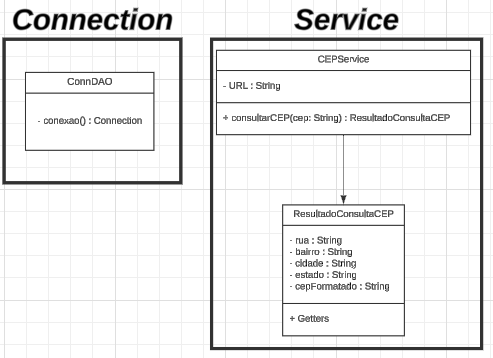 Connection
Service
ConnDAO
- conexao() : Connection
CEPService
- URL : String
+ consultarCEP(cep: String) : ResultadoConsultaCEP
ResultadoConsultaCEP
- rua : String
- bairro : String
- cidade : String
- estado : String
- cepFormatado : String
+ Getters